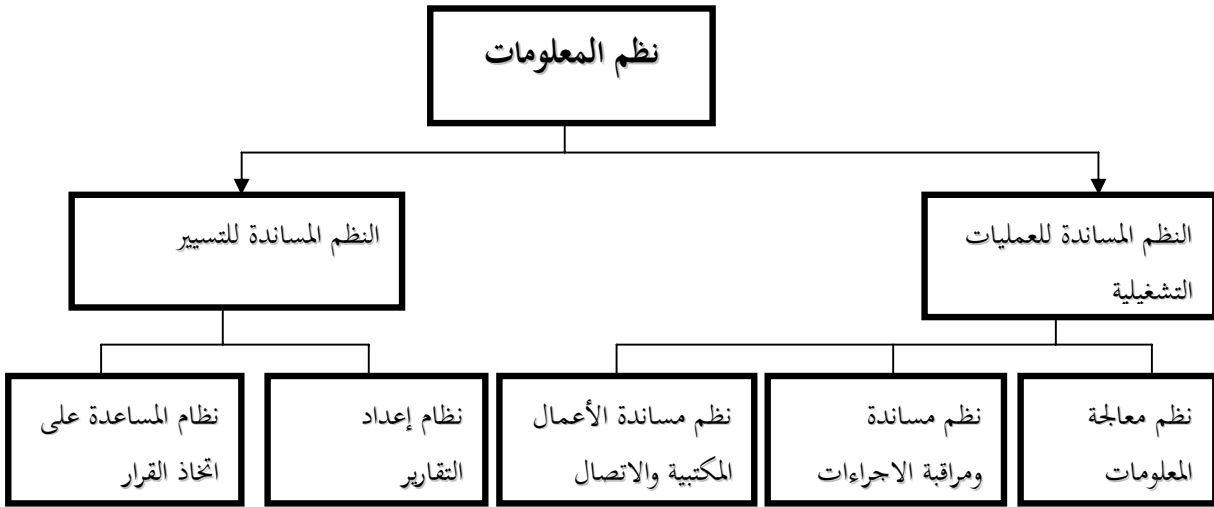 نظم المعلومات
النظم المساندة للعمليات
التشغيلية
النظم المساندة للتسيير
نظم معالجة
المعلومات
نظم مساندة
ومراقبة الاجراءات
نظم مساندة الأعمال
المكتبية والاتصال
نظام إعداد
التقارير
نظام المساعدة على
اتخاذ القرار